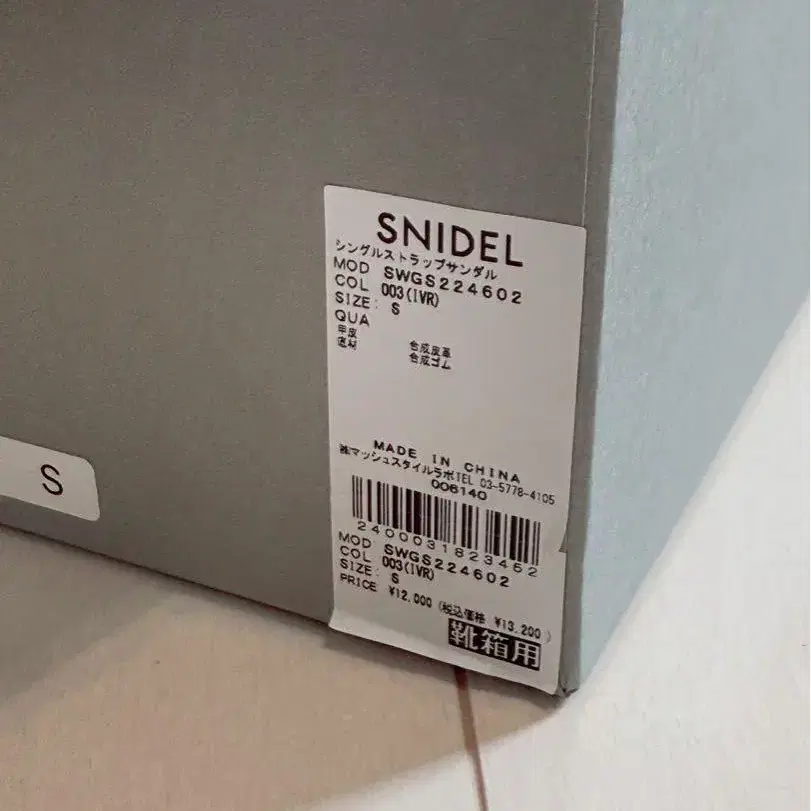 SNIDEL
シングルストラップサンダル
MOD SWGS224602
COL 003(IVR)
SIZE: S
QUA
甲皮 合成皮革
底材 合成ゴム
MADE IN CHINA
㈱マッシュスタイルラボTEL 03-5778-4105
006140
2400031823452
MOD SWGS224602
COL 003(IVR)
SIZE: S
PRICE ¥12,000 (税込価格 ¥13,200)
靴箱用
S